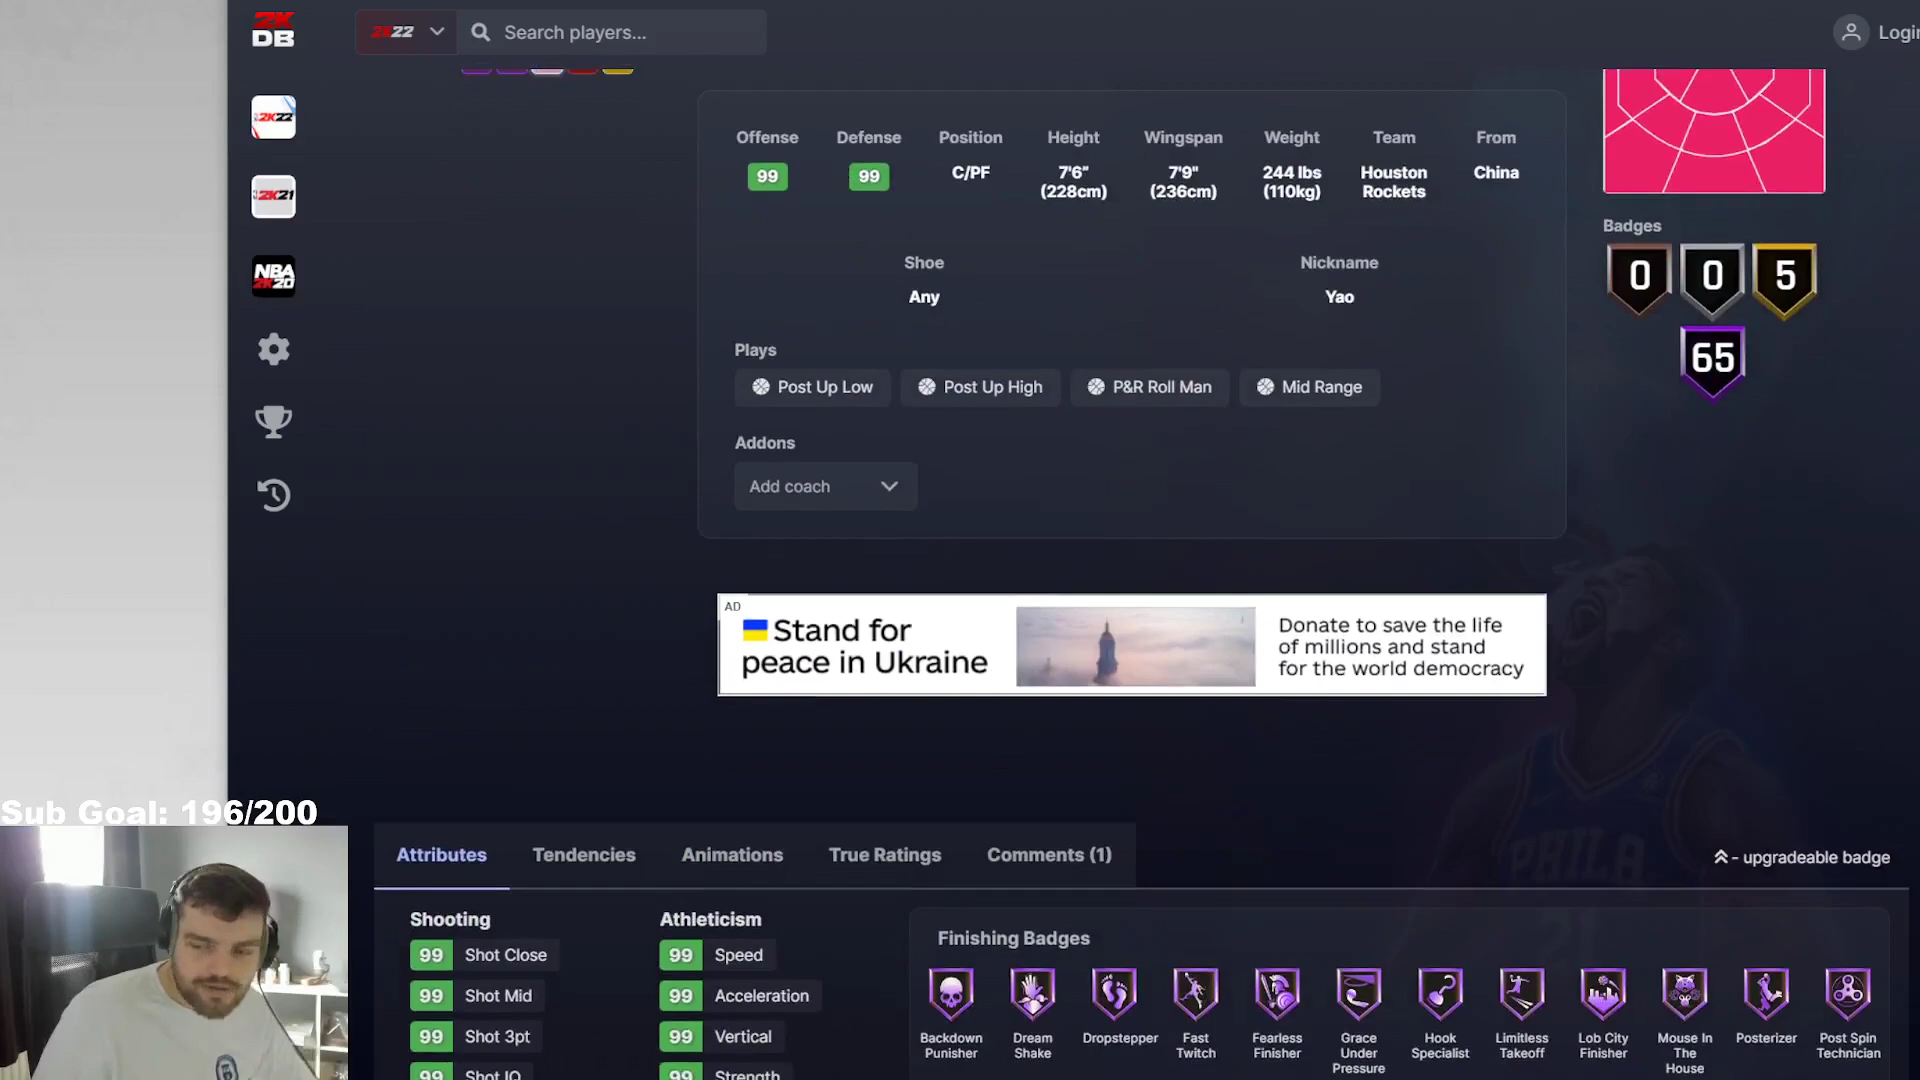 2K
DB
2K22
Search players...
Login
2K22
2K21
NBA
2K20
Offense
Defense
Position
Height
Wingspan
Weight
Team
From
99
99
C/PF
7'6"
(228cm)
7'9"
(236cm)
244 lbs
(110kg)
Houston
Rockets
China
Shoe
Any
Nickname
Yao
Plays
Post Up Low
Post Up High
P&R Roll Man
Mid Range
Addons
Add coach
Badges
0
0
5
65
AD
Stand for
peace in Ukraine
Donate to save the life
of millions and stand
for the world democracy
PHILA
21
Sub Goal: 196/200
Attributes
Tendencies
Animations
True Ratings
Comments (1)
- upgradeable badge
Shooting
99 Shot Close
99 Shot Mid
99 Shot 3pt
99 Shot IQ
Athleticism
99 Speed
99 Acceleration
99 Vertical
99 Strength
Finishing Badges
Backdown
Punisher
Dream
Shake
Dropstepper
Fast
Twitch
Fearless
Finisher
Grace
Under
Pressure
Hook
Specialist
Limitless
Takeoff
Lob City
Finisher
Mouse In
The
House
Posterizer
Post Spin
Technician